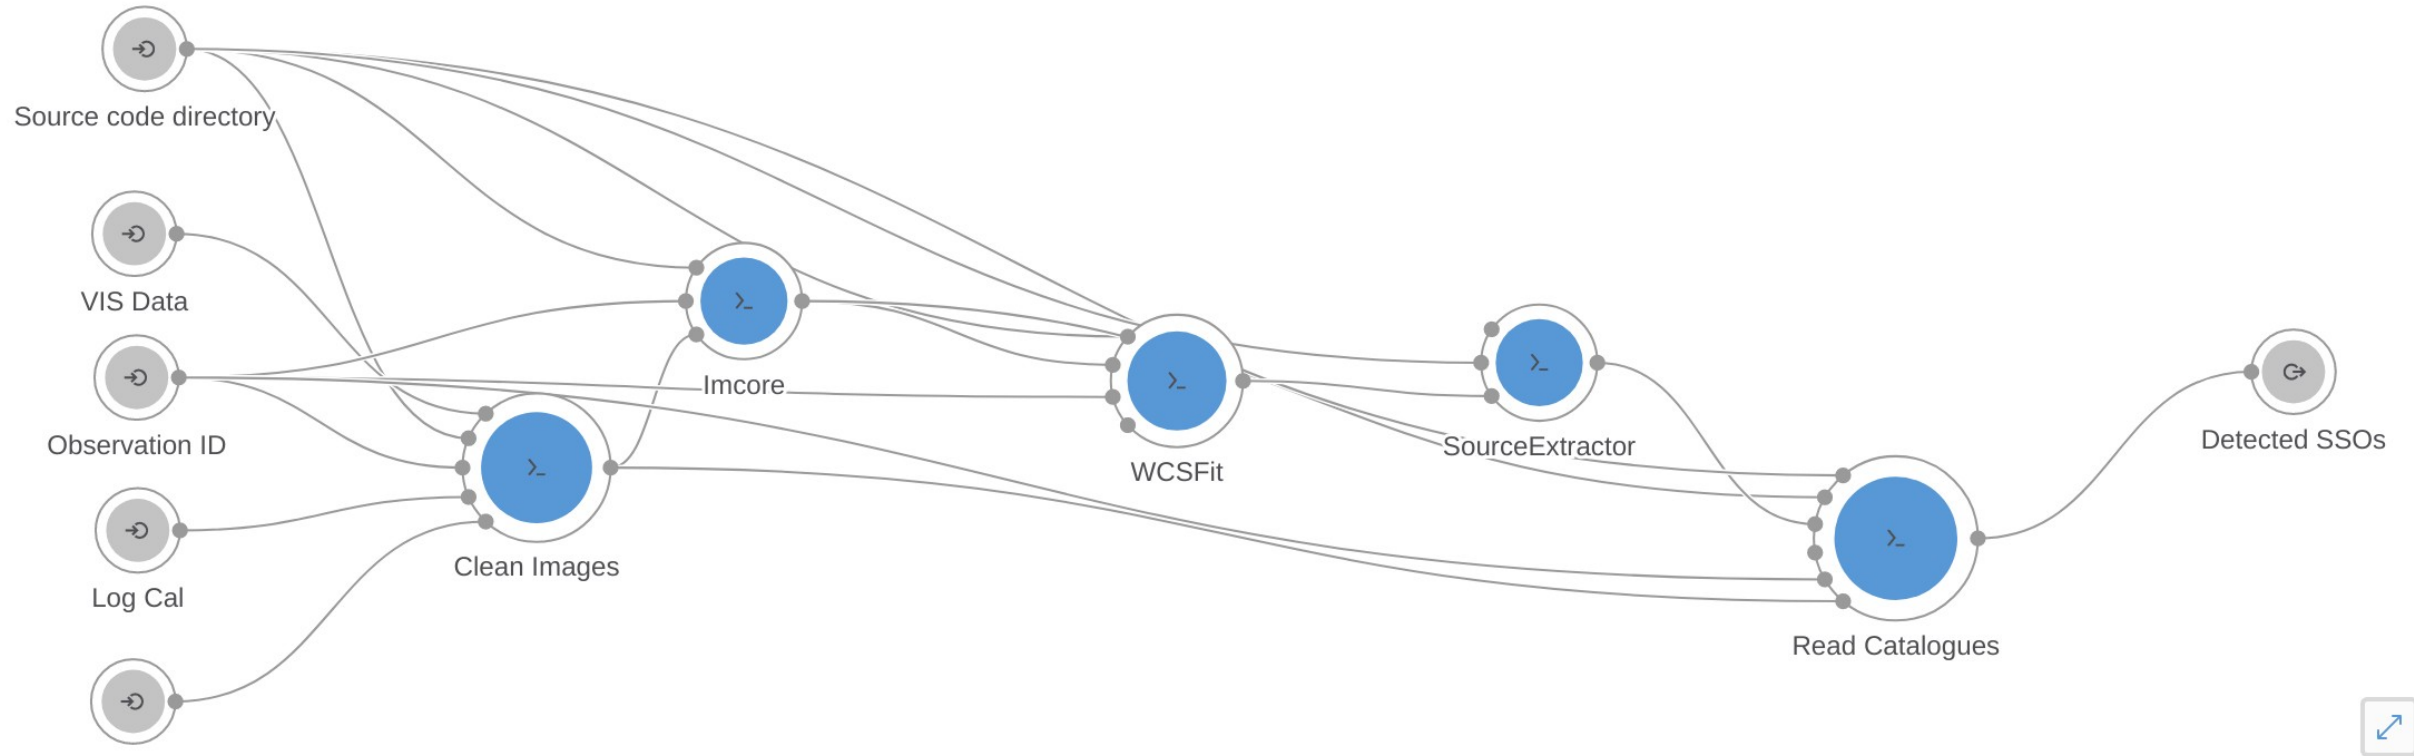 Source code directory
VIS Data
Observation ID
Log Cal
Clean Images
Imcore
WCSFit
SourceExtractor
Read Catalogues
Detected SSOs